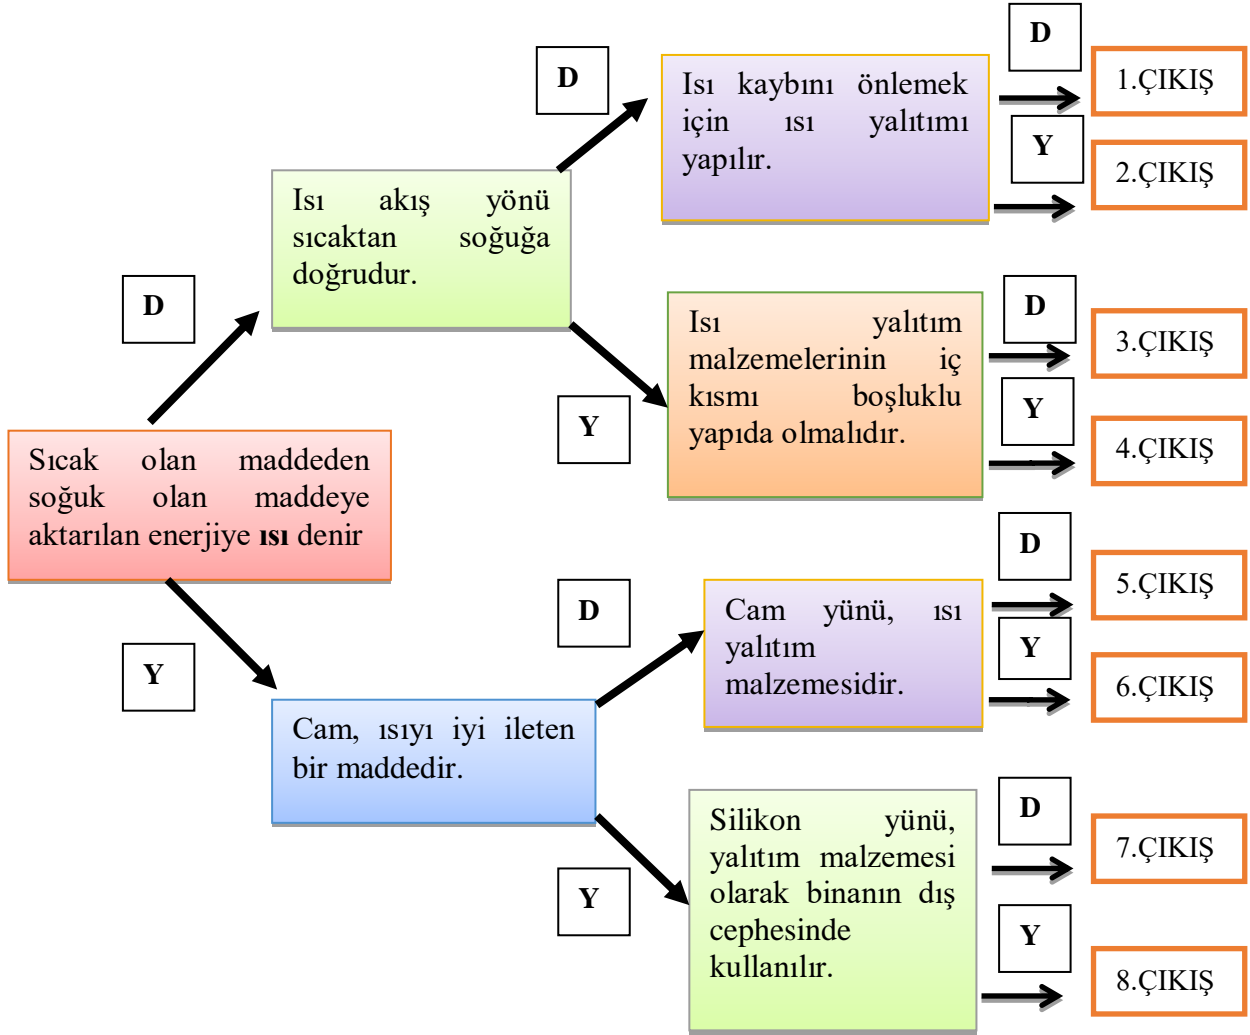 Sıcak olan maddeden
soğuk olan maddeye
aktarılan enerjiye ısı denir
D
Y
Isı akış yönü
sıcaktan soğuğa
doğrudur.
D
Y
Cam, ısıyı iyi ileten
bir maddedir.
D
Y
Isı kaybını önlemek
için ısı yalıtımı
yapılır.
D
1.ÇIKIŞ
Y
2.ÇIKIŞ
Isı yalıtım
malzemelerinin iç
kısmı boşluklu
yapıda olmalıdır.
D
3.ÇIKIŞ
Y
4.ÇIKIŞ
Cam yünü, ısı
yalıtım
malzemesidir.
D
5.ÇIKIŞ
Y
6.ÇIKIŞ
Silikon yünü,
yalıtım malzemesi
olarak binanın dış
cephesinde
kullanılır.
D
7.ÇIKIŞ
Y
8.ÇIKIŞ